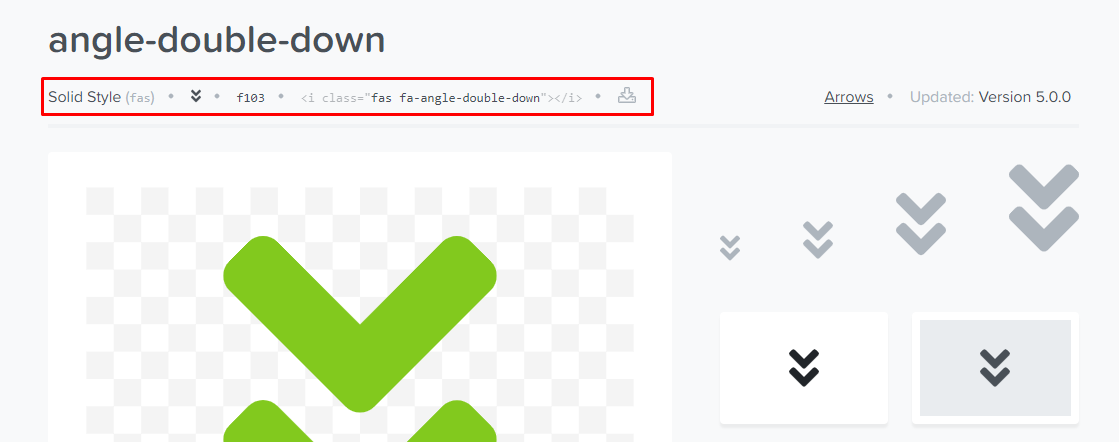 angle-double-down
Solid Style (fas) • • f103 • <i class="fas fa-angle-double-down"></i> • Arrows • Updated: Version 5.0.0